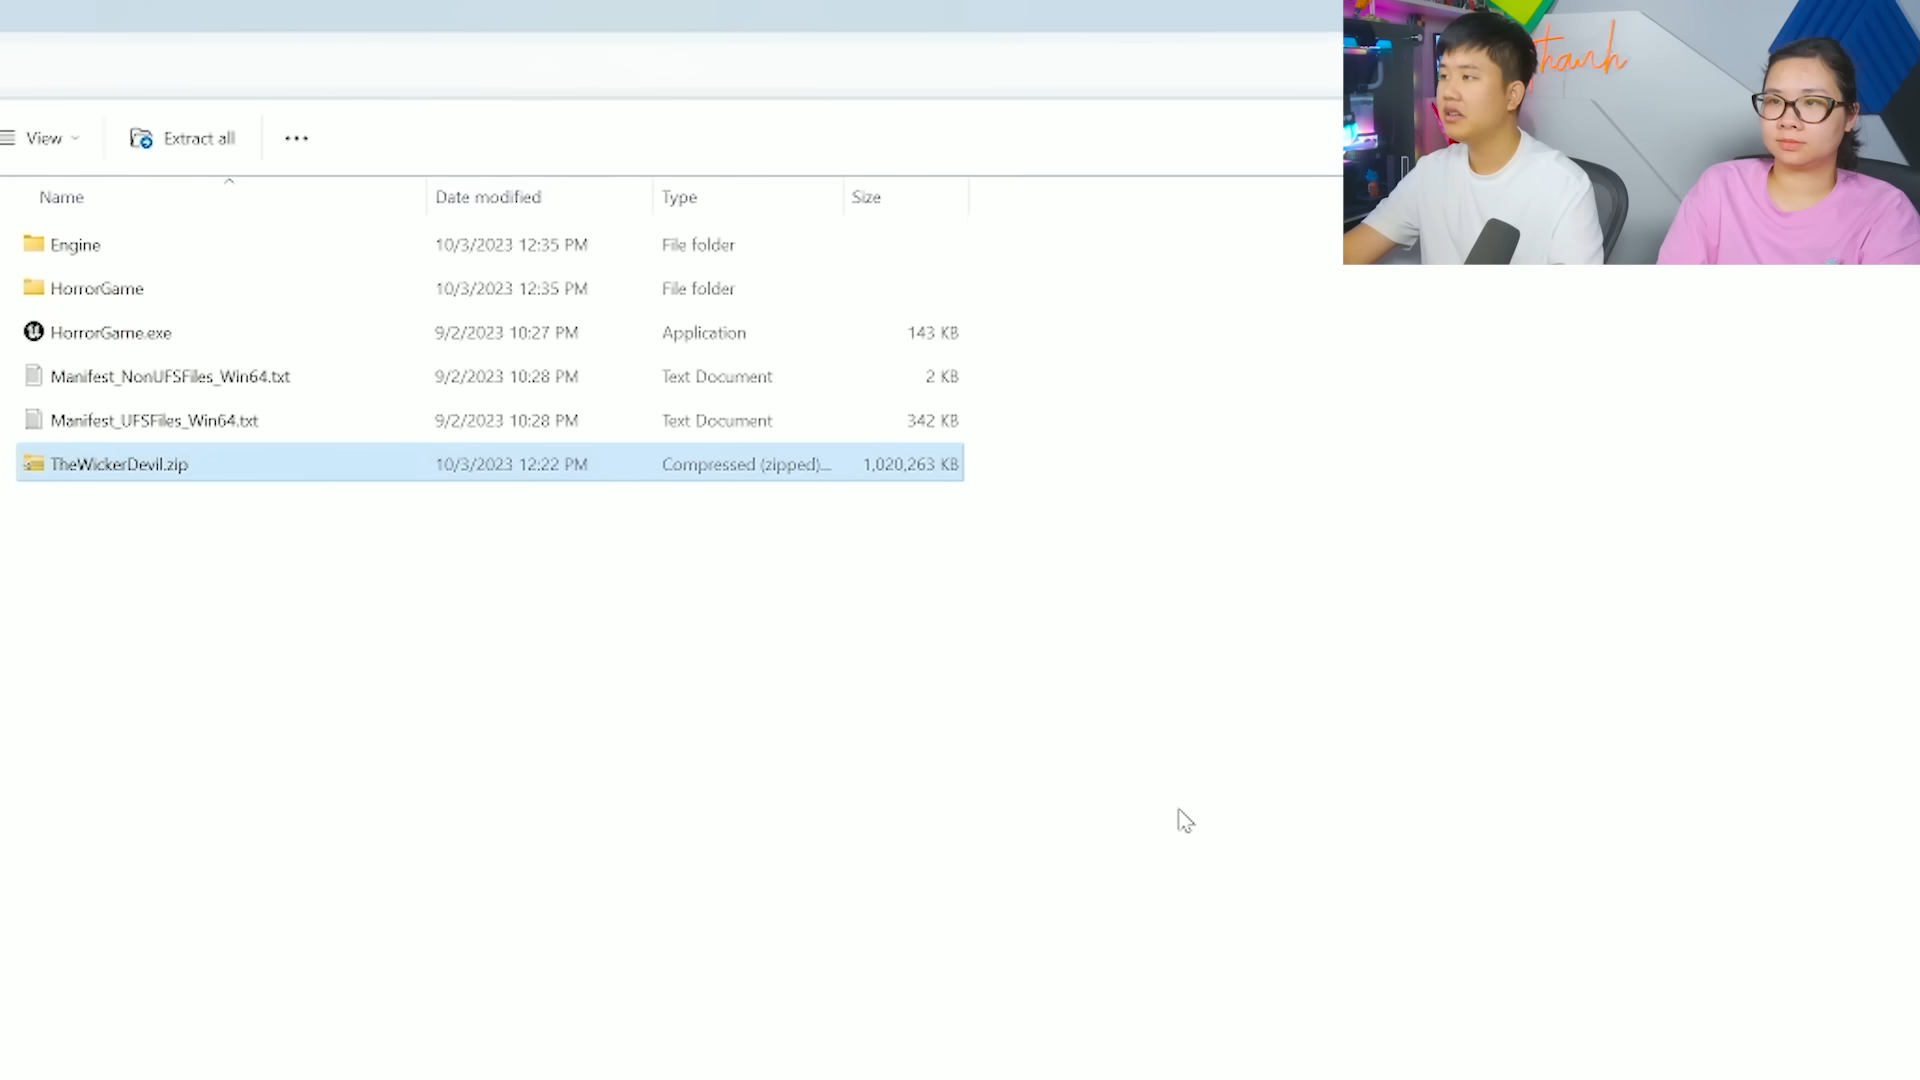 View
Extract all
Name Date modified Type Size
Engine 10/3/2023 12:35 PM File folder
HorrorGame 10/3/2023 12:35 PM File folder
HorrorGame.exe 9/2/2023 10:27 PM Application 143 KB
Manifest_NonUFSFiles_Win64.txt 9/2/2023 10:28 PM Text Document 2 KB
Manifest_UFSFiles_Win64.txt 9/2/2023 10:28 PM Text Document 342 KB
TheWickerDevil.zip 10/3/2023 12:22 PM Compressed (zipped)... 1,020,263 KB
thanh